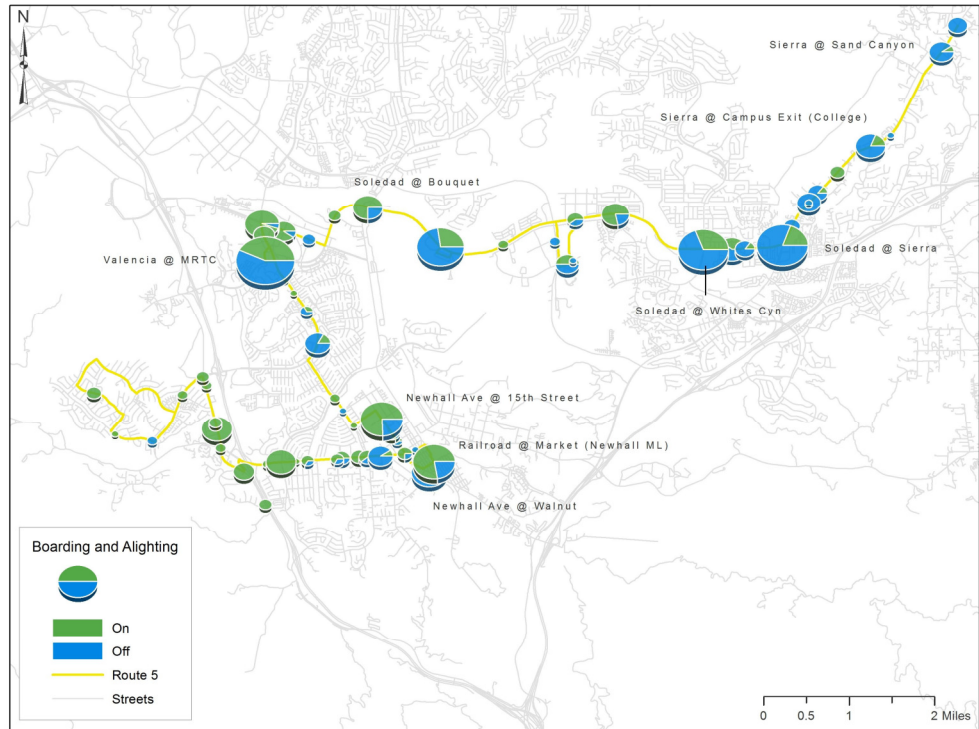 N
Sierra @ Sand Canyon
Sierra @ Campus Exit (College)
Soledad @ Bouquet
Valencia @ MRTC
Soledad @ Sierra
Soledad @ Whites Cyn
Newhall Ave @ 15th Street
Railroad @ Market (Newhall ML)
Newhall Ave @ Walnut
Boarding and Alighting
On
Off
Route 5
Streets
0 0.5 1 2 Miles